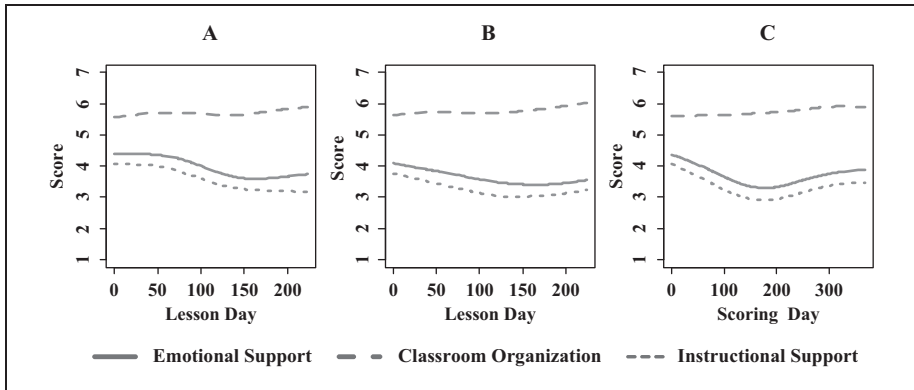 A
B
C
Score
7
6
5
4
3
2
1
0 50 100 150 200
Lesson Day
Score
7
6
5
4
3
2
1
0 50 100 150 200
Lesson Day
Score
7
6
5
4
3
2
1
0 100 200 300
Scoring Day
Emotional Support
Classroom Organization
Instructional Support